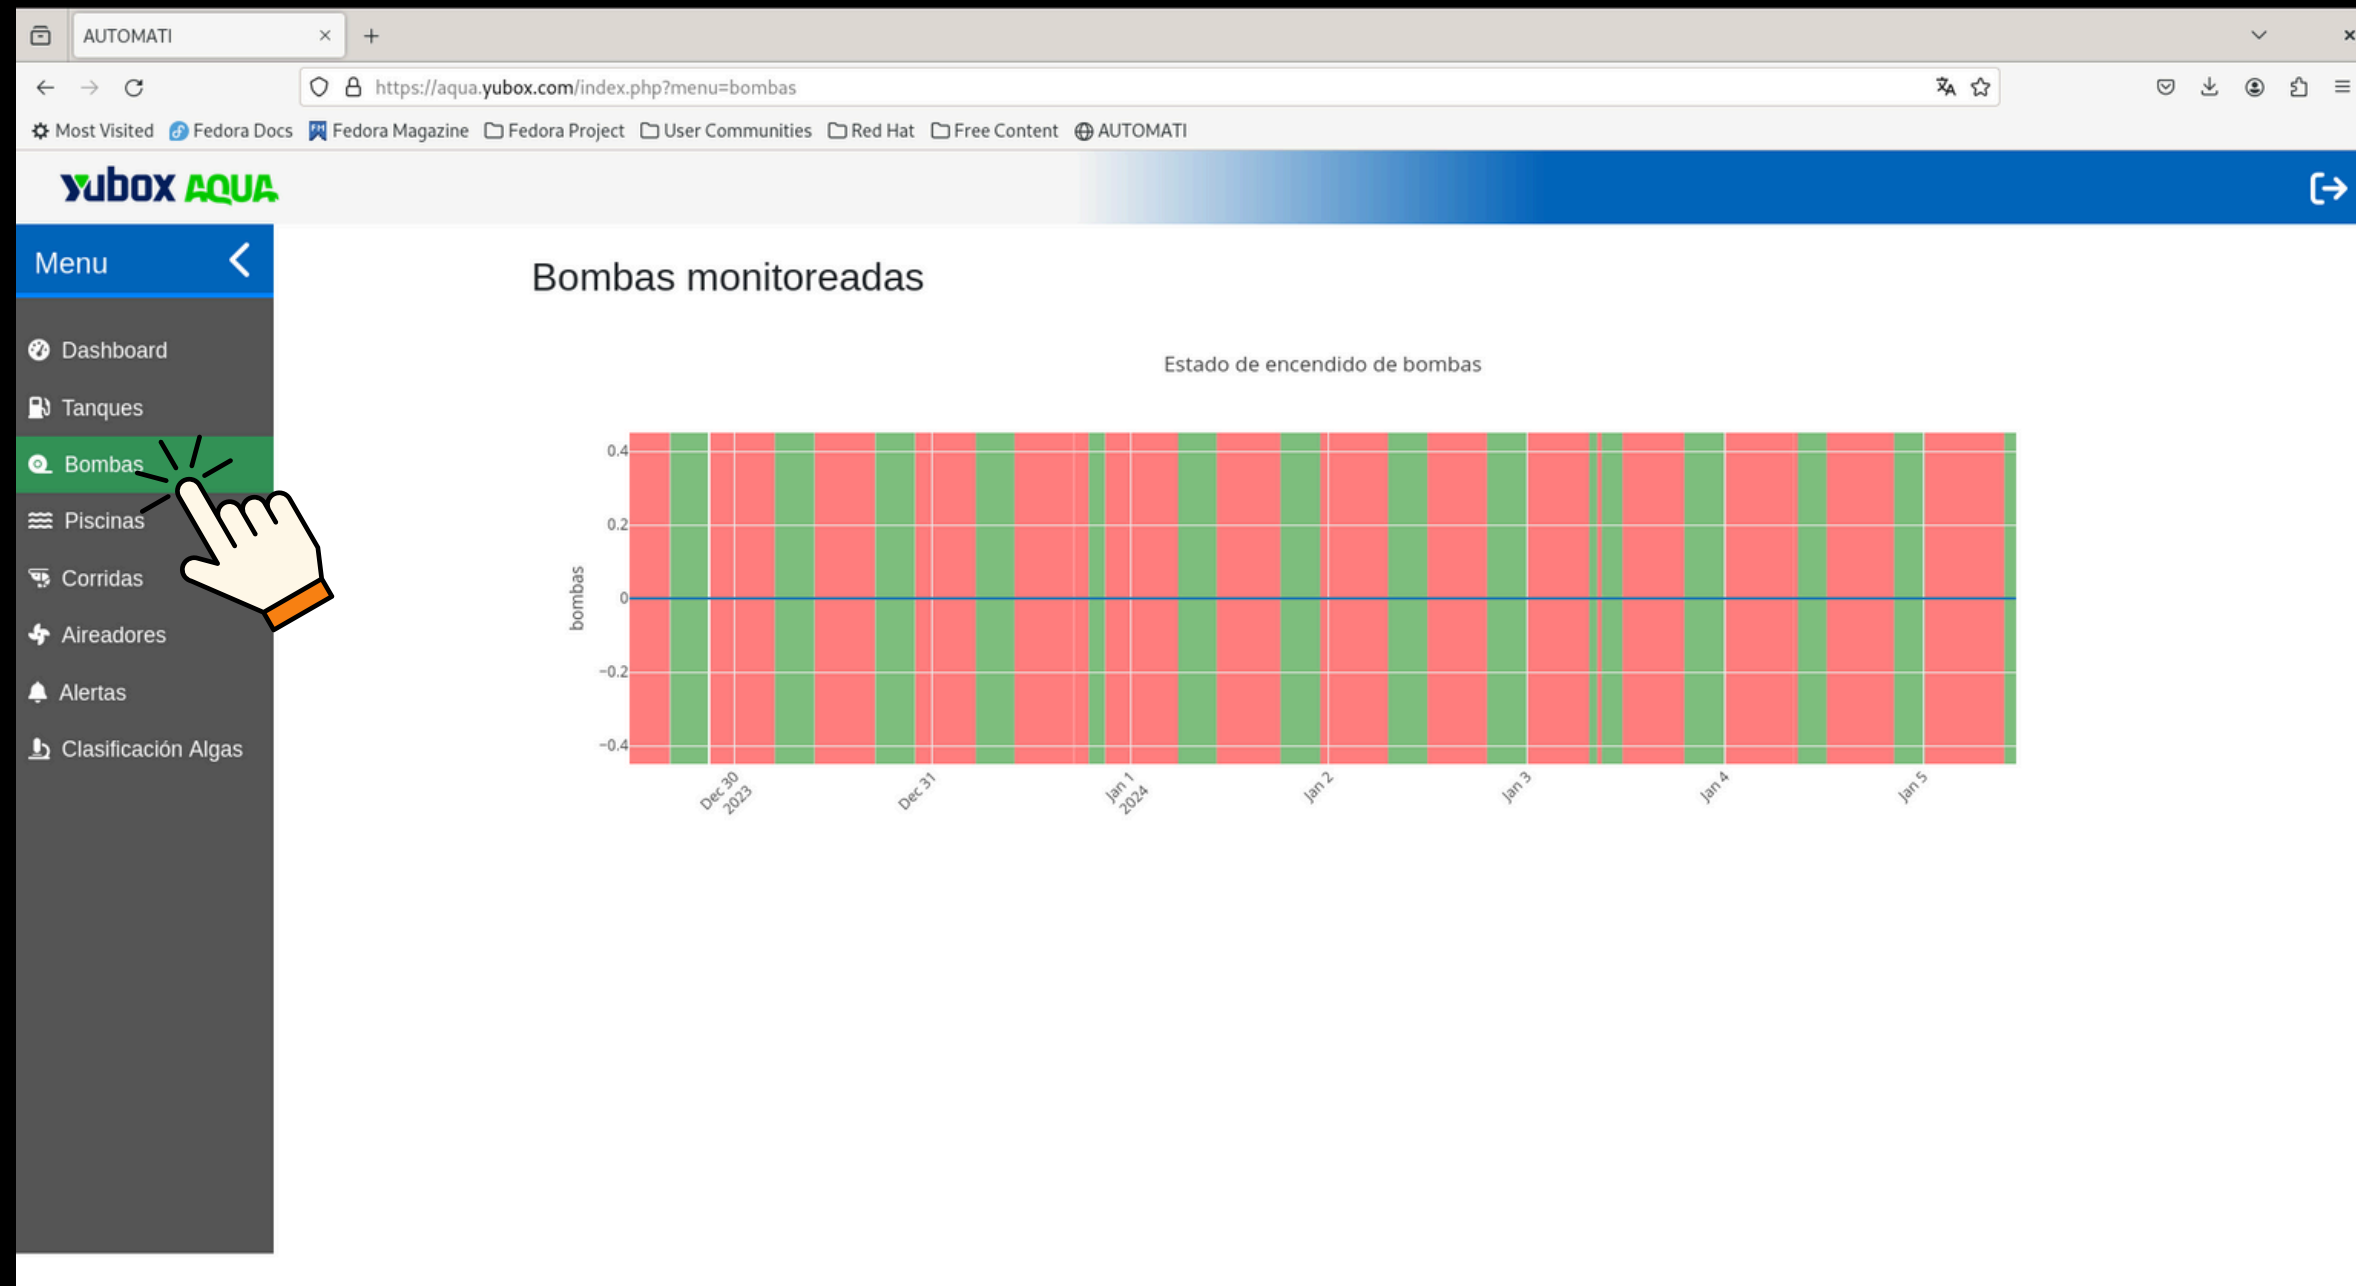 AUTOMATI
https://aqua.yubox.com/index.php?menu=bombas
Most Visited Fedora Docs Fedora Magazine Fedora Project User Communities Red Hat Free Content AUTOMATI
yubox AQUA
Menu
Dashboard
Tanques
Bombas
Piscinas
Corridas
Aireadores
Alertas
Clasificación Algas
Bombas monitoreadas
Estado de encendido de bombas
bombas
0.4
0.2
0
−0.2
−0.4
Dec 30
2023
Dec 31
Jan 1
2024
Jan 2
Jan 3
Jan 4
Jan 5